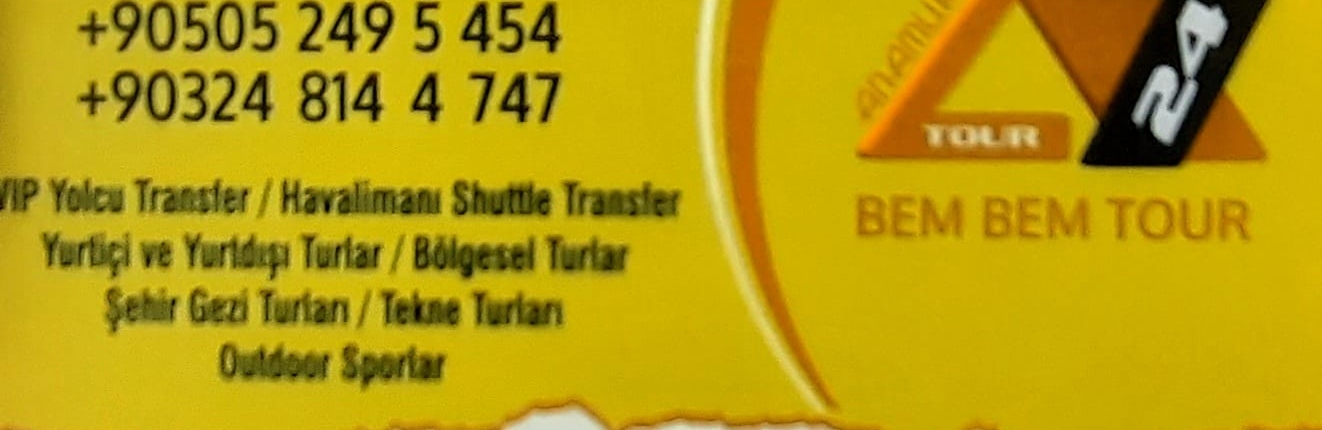 +90505 249 5 454
+90324 814 4 747
VIP Yolcu Transfer / Havalimanı Shuttle Transfer
Yurtiçi ve Yurtdışı Turlar / Bölgesel Turlar
Şehir Gezi Turları / Tekne Turları
Outdoor Sporlar
ANAMUR
TOUR
24
BEM BEM TOUR